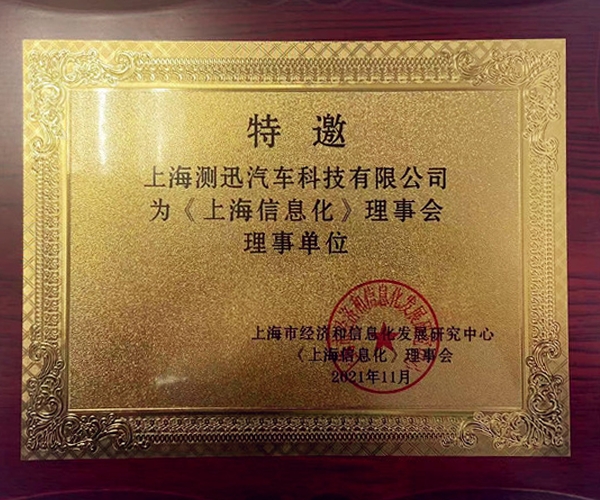 特邀
上海测迅汽车科技有限公司
为《上海信息化》理事会
理事单位
上海市经济和信息化发展研究中心
《上海信息化》理事会
2021年11月